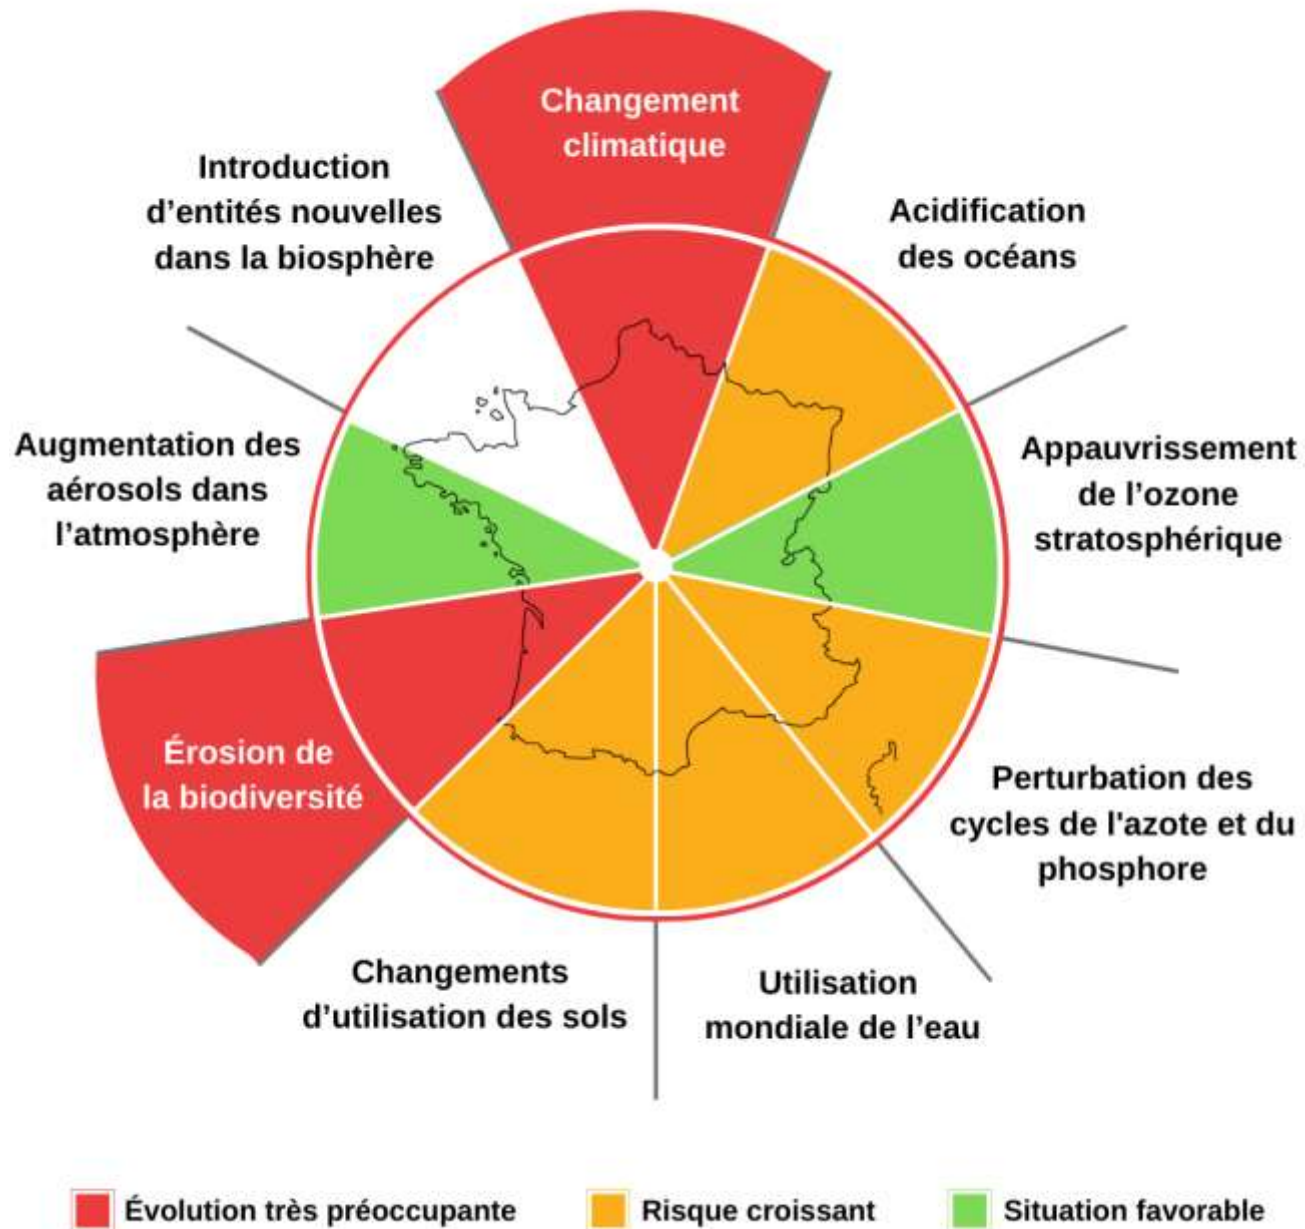 Changement
climatique
Acidification
des océans
Appauvrissement
de l’ozone
stratosphérique
Perturbation des
cycles de l'azote et du
phosphore
Utilisation
mondiale de l’eau
Changements
d’utilisation des sols
Érosion de
la biodiversité
Augmentation des
aérosols dans
l’atmosphère
Introduction
d’entités nouvelles
dans la biosphère
Évolution très préoccupante
Risque croissant
Situation favorable